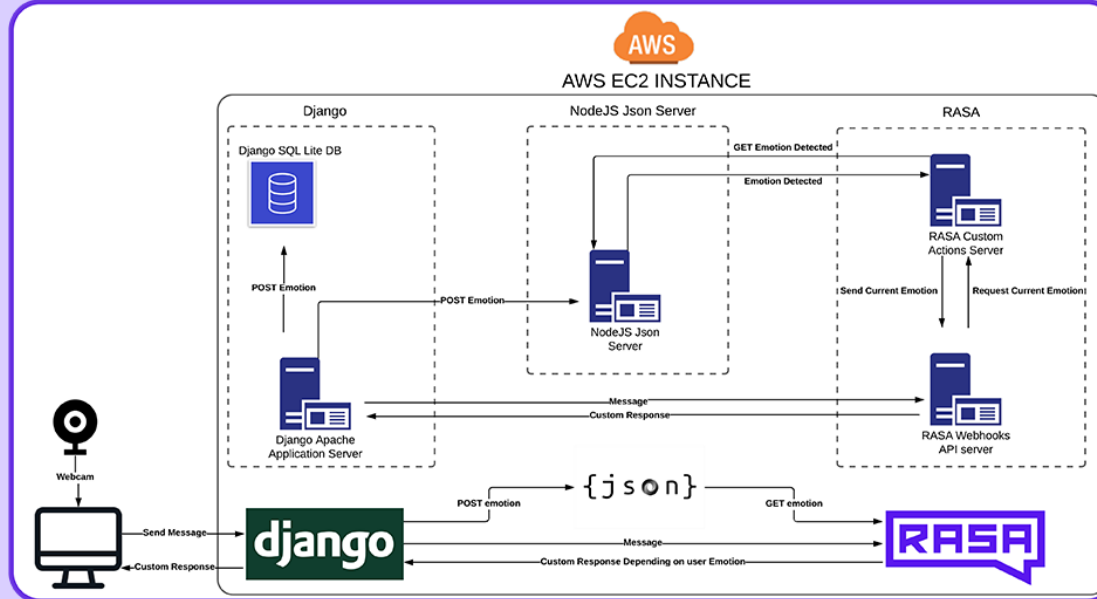 AWS
AWS EC2 INSTANCE
Django
NodeJS Json Server
RASA
Django SQL Lite DB
GET Emotion Detected
Emotion Detected
RASA Custom
Actions Server
POST Emotion
POST Emotion
Send Current Emotion
Request Current Emotion
NodeJS Json
Server
Message
Custom Response
Django Apache
Application Server
RASA Webhooks
API server
Webcam
{json}
POST emotion
GET emotion
Send Message
django
Message
RASA
Custom Response
Custom Response Depending on user Emotion